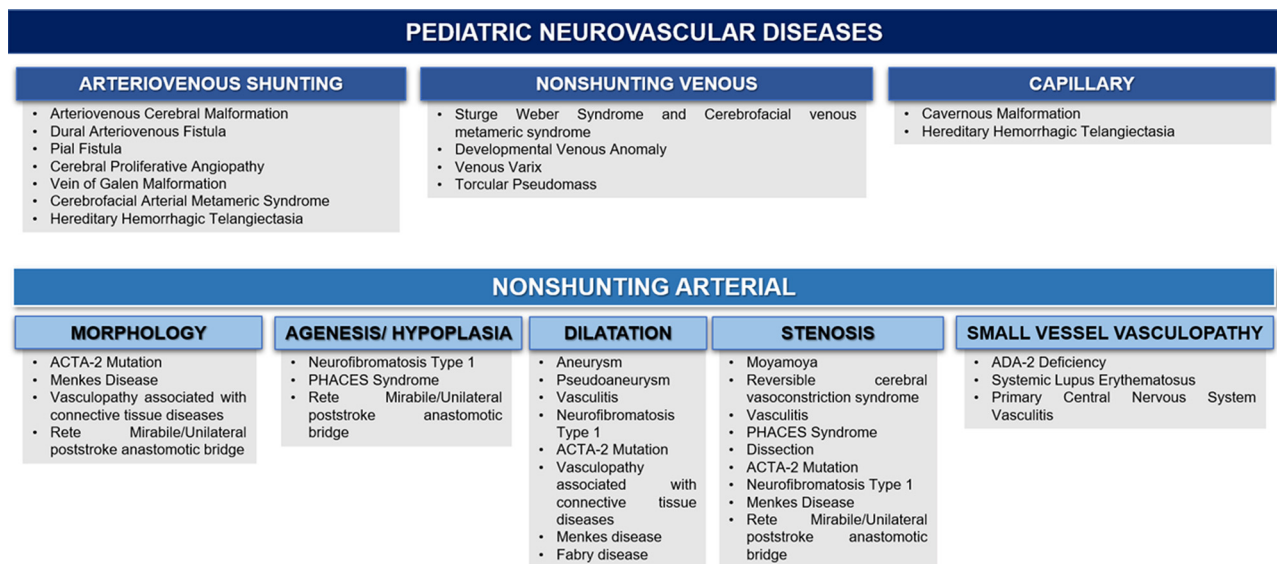 PEDIATRIC NEUROVASCULAR DISEASES
ARTERIOVENOUS SHUNTING
• Arteriovenous Cerebral Malformation
• Dural Arteriovenous Fistula
• Pial Fistula
• Cerebral Proliferative Angiopathy
• Vein of Galen Malformation
• Cerebrofacial Arterial Metameric Syndrome
• Hereditary Hemorrhagic Telangiectasia
NONSHUNTING VENOUS
• Sturge Weber Syndrome and Cerebrofacial venous
metameric syndrome
• Developmental Venous Anomaly
• Venous Varix
• Torcular Pseudomass
CAPILLARY
• Cavernous Malformation
• Hereditary Hemorrhagic Telangiectasia
NONSHUNTING ARTERIAL
MORPHOLOGY
• ACTA-2 Mutation
• Menkes Disease
• Vasculopathy associated with
connective tissue diseases
• Rete Mirabile/Unilateral
poststroke anastomotic bridge
AGENESIS/ HYPOPLASIA
• Neurofibromatosis Type 1
• PHACES Syndrome
• Rete Mirabile/Unilateral
poststroke anastomotic
bridge
DILATATION
• Aneurysm
• Pseudoaneurysm
• Vasculitis
• Neurofibromatosis
Type 1
• ACTA-2 Mutation
• Vasculopathy
associated with
connective tissue
diseases
• Menkes disease
• Fabry disease
STENOSIS
• Moyamoya
• Reversible cerebral
vasoconstriction syndrome
• Vasculitis
• PHACES Syndrome
• Dissection
• ACTA-2 Mutation
• Neurofibromatosis Type 1
• Menkes Disease
• Rete Mirabile/Unilateral
poststroke anastomotic
bridge
SMALL VESSEL VASCULOPATHY
• ADA-2 Deficiency
• Systemic Lupus Erythematosus
• Primary Central Nervous System
Vasculitis